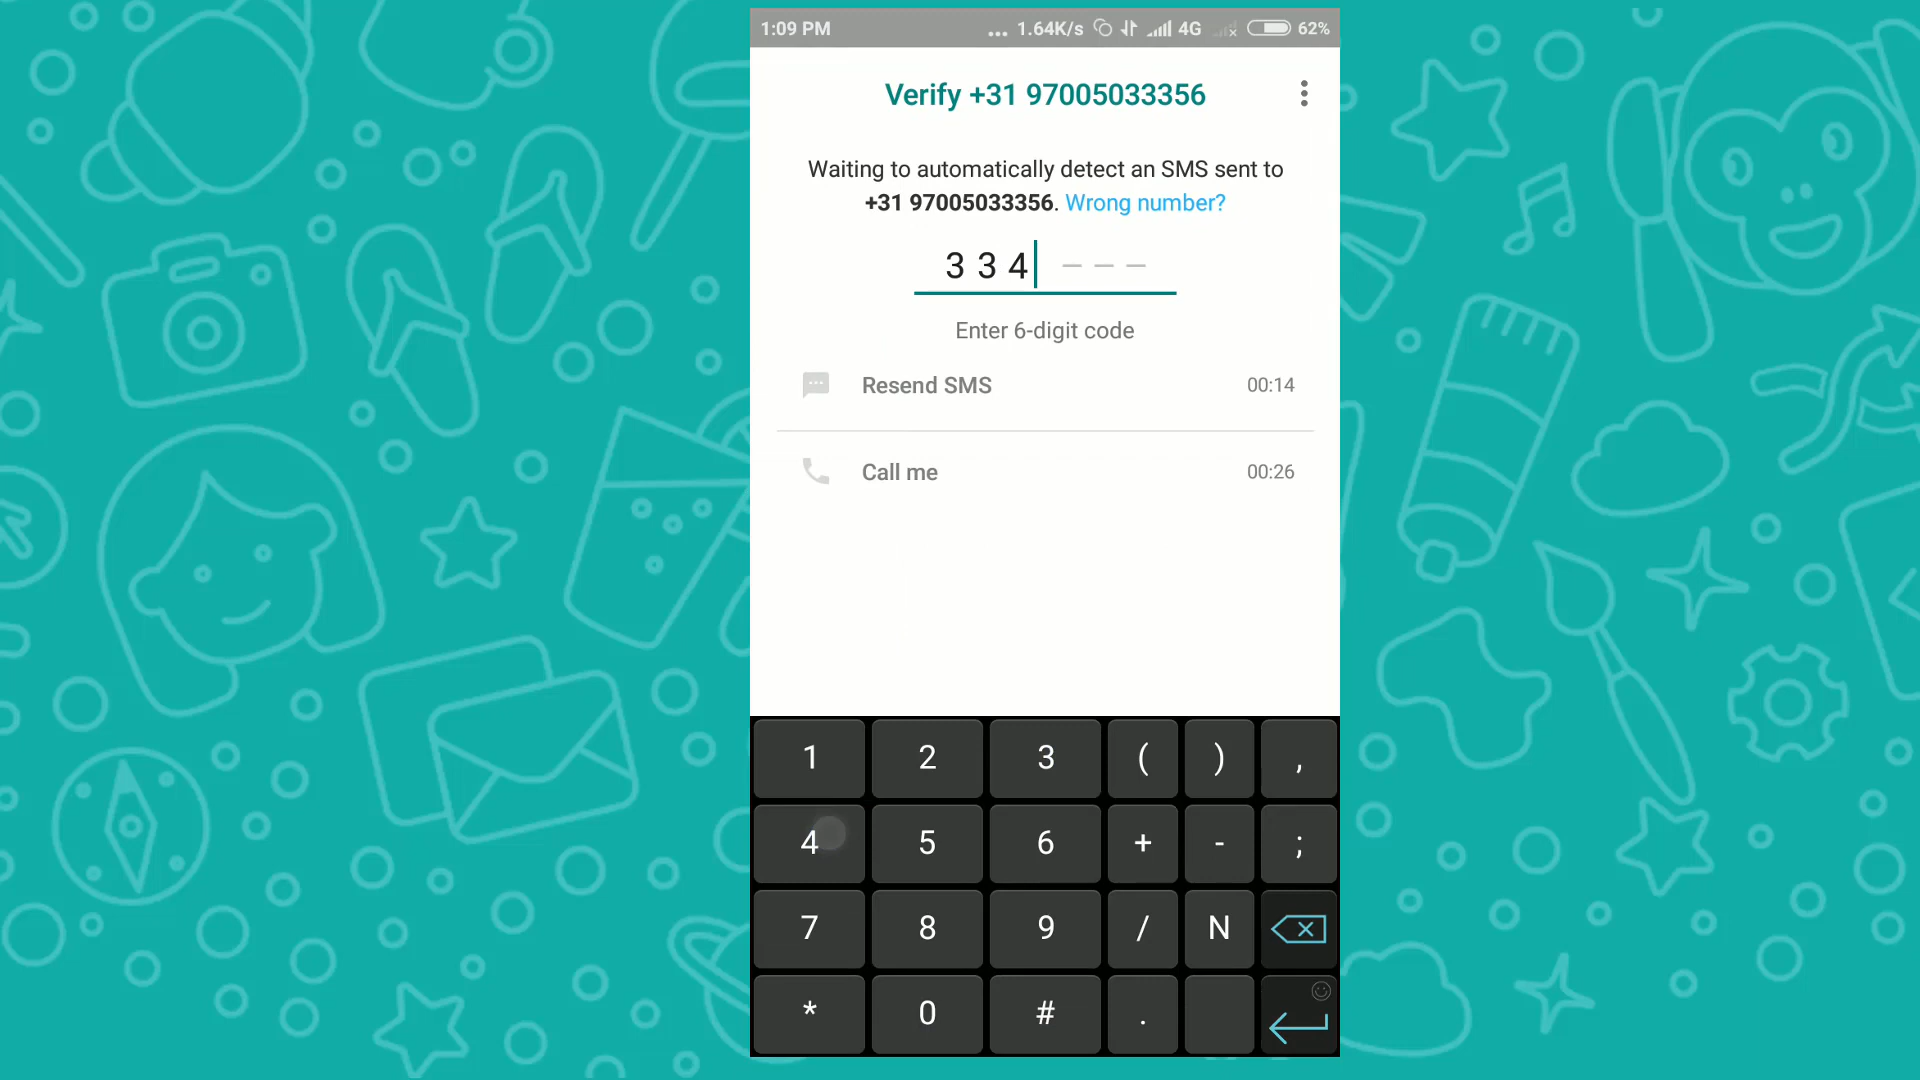 1:09 PM ... 1.64K/s 4G 62%
Verify +31 97005033356
Waiting to automatically detect an SMS sent to
+31 97005033356. Wrong number?
3 3 4 – – –
Enter 6-digit code
Resend SMS 00:14
Call me 00:26
1 2 3 ( ) ,
4 5 6 + - ;
7 8 9 / N
* 0 # .